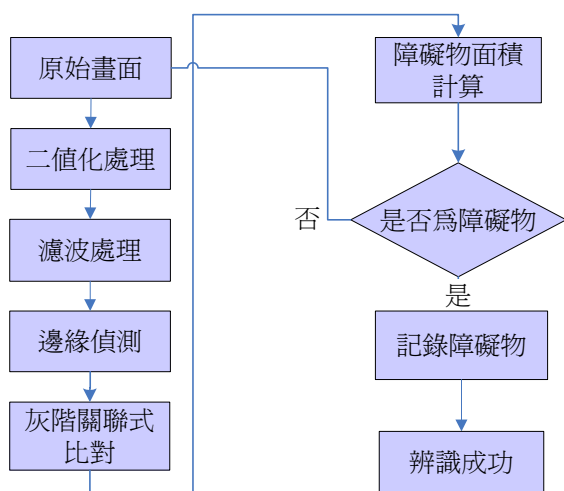 原始畫面
二值化處理
濾波處理
邊緣偵測
灰階關聯式
比對
障礙物面積
計算
是否為障礙物
否
是
記錄障礙物
辨識成功